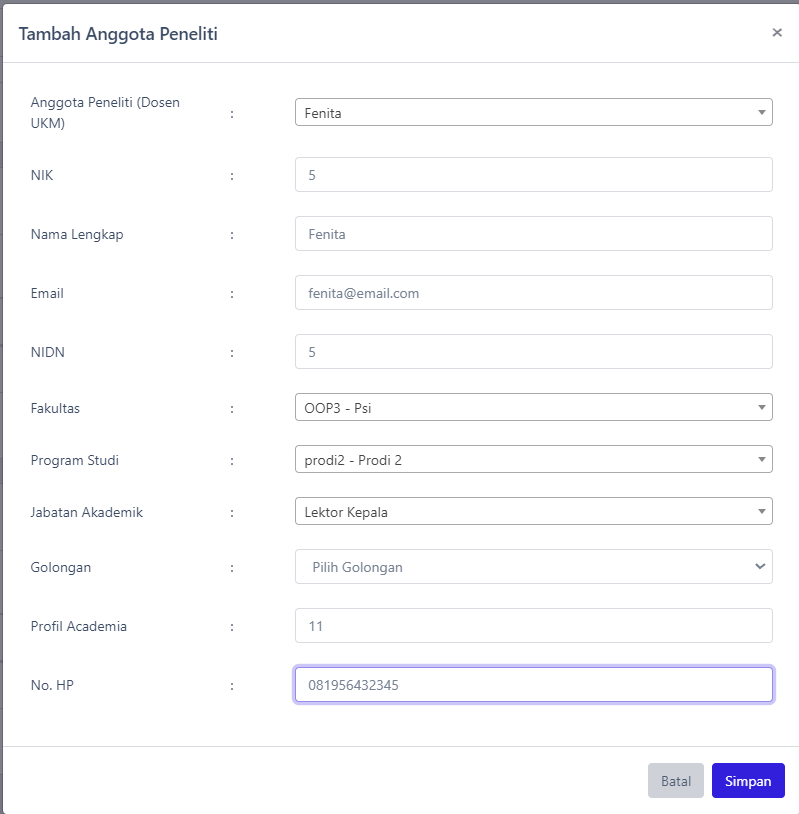 Tambah Anggota Peneliti ×
Anggota Peneliti (Dosen
UKM) : Fenita
NIK : 5
Nama Lengkap : Fenita
Email : fenita@email.com
NIDN : 5
Fakultas : OOP3 - Psi
Program Studi : prodi2 - Prodi 2
Jabatan Akademik : Lektor Kepala
Golongan : Pilih Golongan
Profil Academia : 11
No. HP : 081956432345
Batal Simpan